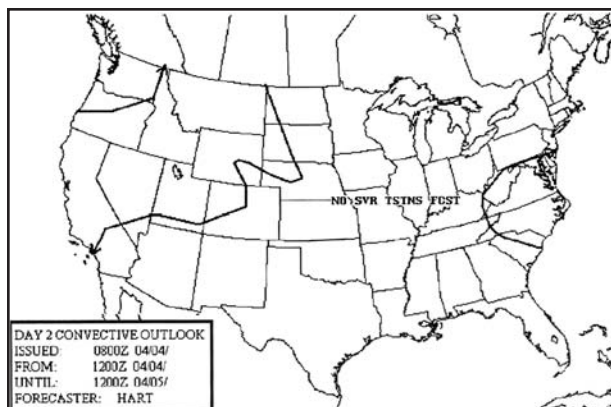 NO SVR TSTMS FCST
DAY 2 CONVECTIVE OUTLOOK
ISSUED: 0800Z 04/04/
FROM: 1200Z 04/04/
UNTIL: 1200Z 04/05/
FORECASTER: HART